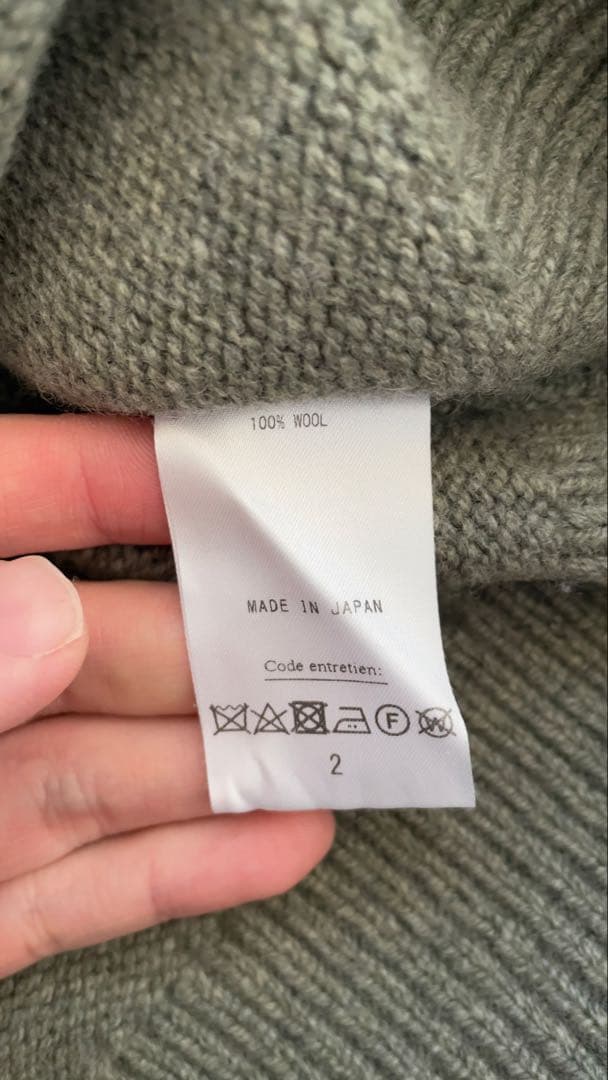 100% WOOL
MADE IN JAPAN
Code entretien:
F W
2